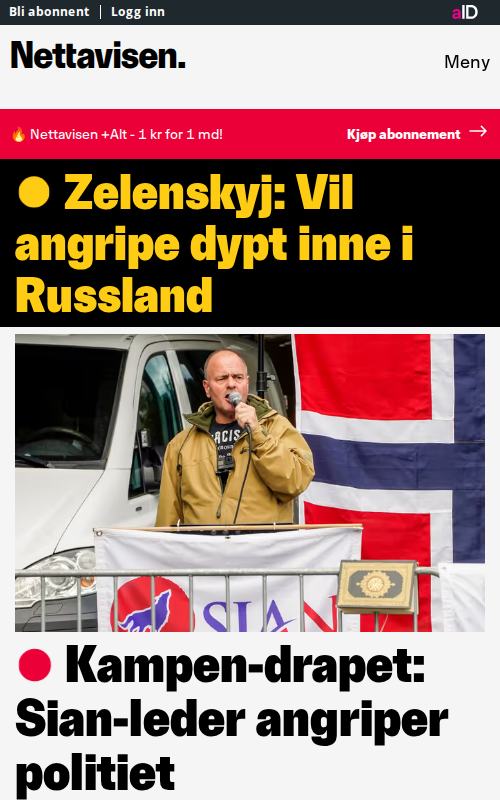 Bli abonnent
Logg inn
aID
Nettavisen.
Meny
🔥 Nettavisen +Alt - 1 kr for 1 md!
Kjøp abonnement →
Zelenskyj: Vil
angripe dypt inne i
Russland
SIAN
Kampen-drapet:
Sian-leder angriper
politiet